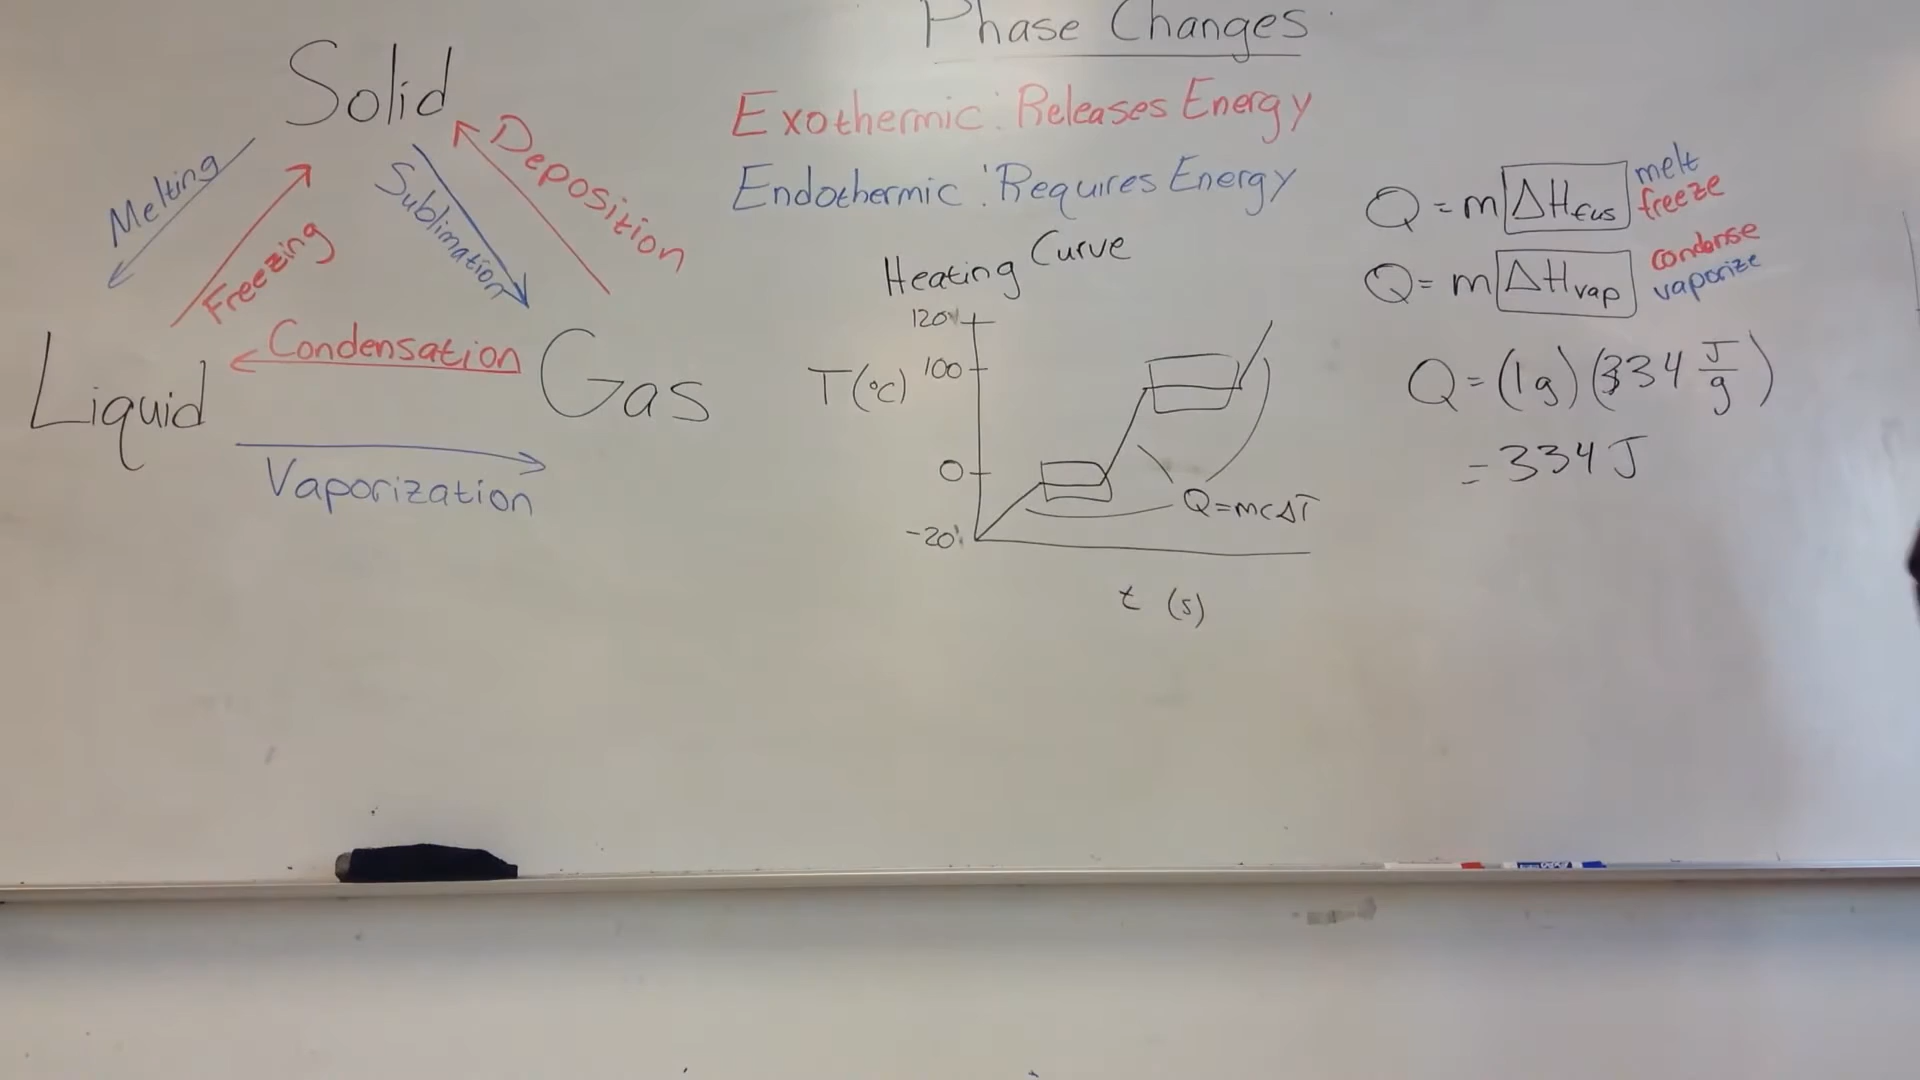 Phase Changes
Solid
Melting
Freezing
Sublimation
Deposition
Liquid
Condensation
Gas
Vaporization
Exothermic: Releases Energy
Endothermic: Requires Energy
Heating Curve
T(°C)
120
100
0
-20
Q=mcΔT
t (s)
Q = m ΔHfus melt freeze
Q = m ΔHvap condense vaporize
Q = (1g)(334 J/g)
= 334 J